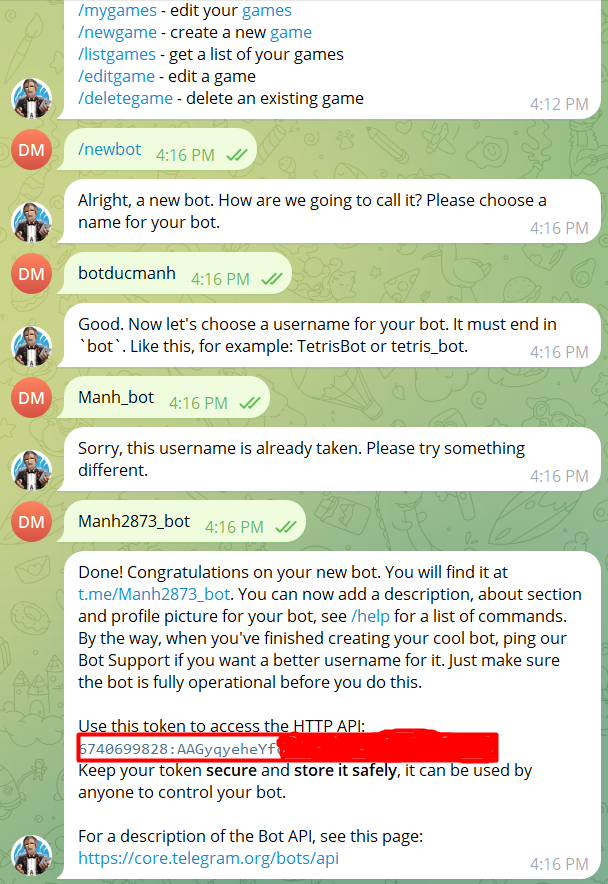 /mygames - edit your games
/newgame - create a new game
/listgames - get a list of your games
/editgame - edit a game
/deletegame - delete an existing game
4:12 PM
DM
/newbot 4:16 PM
Alright, a new bot. How are we going to call it? Please choose a
name for your bot.
4:16 PM
DM
botducmanh 4:16 PM
Good. Now let's choose a username for your bot. It must end in
`bot`. Like this, for example: TetrisBot or tetris_bot.
4:16 PM
DM
Manh_bot 4:16 PM
Sorry, this username is already taken. Please try something
different.
4:16 PM
DM
Manh2873_bot 4:16 PM
Done! Congratulations on your new bot. You will find it at
t.me/Manh2873_bot. You can now add a description, about section
and profile picture for your bot, see /help for a list of commands.
By the way, when you've finished creating your cool bot, ping our
Bot Support if you want a better username for it. Just make sure
the bot is fully operational before you do this.
Use this token to access the HTTP API:
6740699828:AAGyqyeheYf
Keep your token secure and store it safely, it can be used by
anyone to control your bot.
For a description of the Bot API, see this page:
https://core.telegram.org/bots/api
4:16 PM